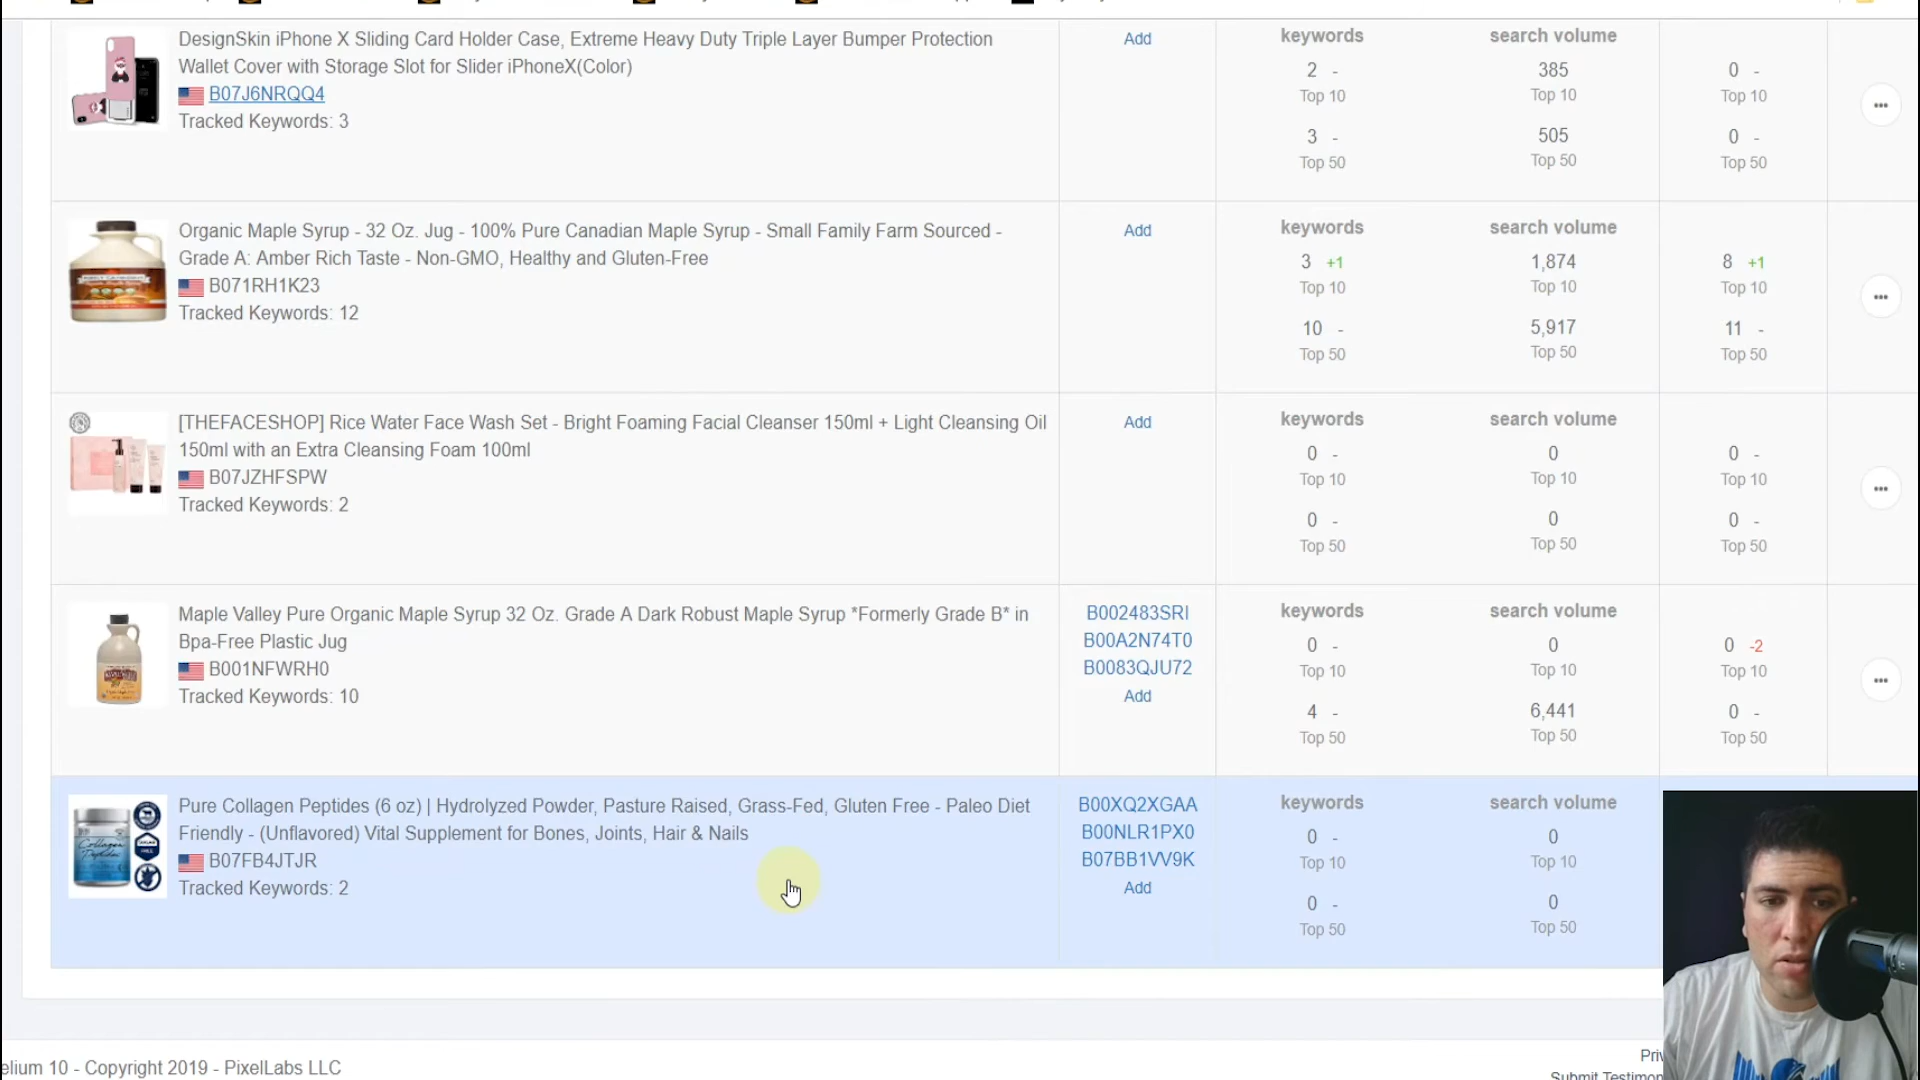 DesignSkin iPhone X Sliding Card Holder Case, Extreme Heavy Duty Triple Layer Bumper Protection
Wallet Cover with Storage Slot for Slider iPhoneX(Color)
B07J6NRQQ4
Tracked Keywords: 3
Add
keywords
search volume
2 -
385
0 -
Top 10
Top 10
Top 10
3 -
505
0 -
Top 50
Top 50
Top 50
Organic Maple Syrup - 32 Oz. Jug - 100% Pure Canadian Maple Syrup - Small Family Farm Sourced -
Grade A: Amber Rich Taste - Non-GMO, Healthy and Gluten-Free
B071RH1K23
Tracked Keywords: 12
Add
keywords
search volume
3 +1
1,874
8 +1
Top 10
Top 10
Top 10
10 -
5,917
11 -
Top 50
Top 50
Top 50
[THEFACESHOP] Rice Water Face Wash Set - Bright Foaming Facial Cleanser 150ml + Light Cleansing Oil
150ml with an Extra Cleansing Foam 100ml
B07JZHFSPW
Tracked Keywords: 2
Add
keywords
search volume
0 -
0
0 -
Top 10
Top 10
Top 10
0 -
0
0 -
Top 50
Top 50
Top 50
Maple Valley Pure Organic Maple Syrup 32 Oz. Grade A Dark Robust Maple Syrup *Formerly Grade B* in
Bpa-Free Plastic Jug
B001NFWRH0
Tracked Keywords: 10
B002483SRI
B00A2N74T0
B0083QJU72
Add
keywords
search volume
0 -
0
0 -2
Top 10
Top 10
Top 10
4 -
6,441
0 -
Top 50
Top 50
Top 50
Pure Collagen Peptides (6 oz) | Hydrolyzed Powder, Pasture Raised, Grass-Fed, Gluten Free - Paleo Diet
Friendly - (Unflavored) Vital Supplement for Bones, Joints, Hair & Nails
B07FB4JTJR
Tracked Keywords: 2
B00XQ2XGAA
B00NLR1PX0
B07BB1VV9K
Add
keywords
search volume
0 -
0
Top 10
Top 10
0 -
0
Top 50
Top 50
Collagen
elium 10 - Copyright 2019 - PixelLabs LLC
Priv
Submit Testimon